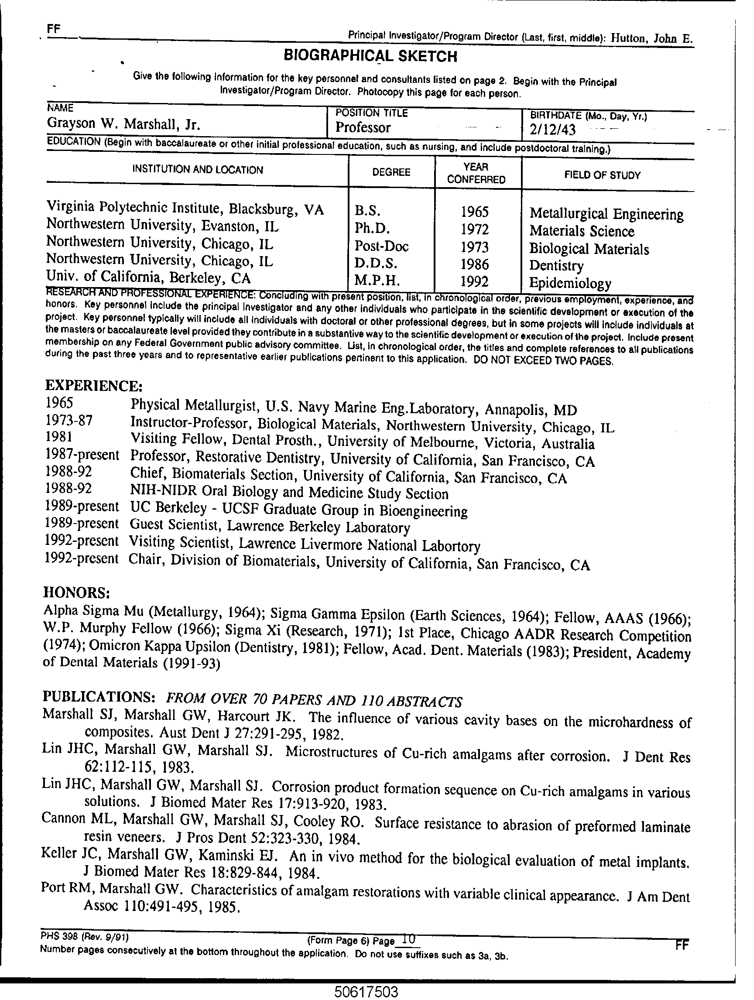 FF
Principal Investigator/Program Director (Last, first, middle): Hutton, John E.
BIOGRAPHICAL SKETCH
Give the following information for the key personnel and consultants listed on page 2. Begin with the Principal
Investigator/Program Director. Photocopy this page for each person.
NAME POSITION TITLE BIRTHDATE (Mo., Day, Yr.)
Grayson W. Marshall, Jr. Professor 2/12/43
EDUCATION (Begin with baccalaureate or other initial professional education, such as nursing, and include postdoctoral training.)
INSTITUTION AND LOCATION DEGREE YEAR CONFERRED FIELD OF STUDY
Virginia Polytechnic Institute, Blacksburg, VA B.S. 1965 Metallurgical Engineering
Northwestern University, Evanston, IL Ph.D. 1972 Materials Science
Northwestern University, Chicago, IL Post-Doc 1973 Biological Materials
Northwestern University, Chicago, IL D.D.S. 1986 Dentistry
Univ. of California, Berkeley, CA M.P.H. 1992 Epidemiology
RESEARCH AND PROFESSIONAL EXPERIENCE: Concluding with present position, list, in chronological order, previous employment, experience, and
honors. Key personnel include the principal investigator and any other individuals who participate in the scientific development or execution of the
project. Key personnel typically will include all individuals with doctoral or other professional degrees, but in some projects will include individuals at
the masters or baccalaureate level provided they contribute in a substantive way to the scientific development or execution of the project. Include present
membership on any Federal Government public advisory committee. List, in chronological order, the titles and complete references to all publications
during the past three years and to representative earlier publications pertinent to this application. DO NOT EXCEED TWO PAGES.
EXPERIENCE:
1965 Physical Metallurgist, U.S. Navy Marine Eng.Laboratory, Annapolis, MD
1973-87 Instructor-Professor, Biological Materials, Northwestern University, Chicago, IL
1981 Visiting Fellow, Dental Prosth., University of Melbourne, Victoria, Australia
1987-present Professor, Restorative Dentistry, University of California, San Francisco, CA
1988-92 Chief, Biomaterials Section, University of California, San Francisco, CA
1988-92 NIH-NIDR Oral Biology and Medicine Study Section
1989-present UC Berkeley - UCSF Graduate Group in Bioengineering
1989-present Guest Scientist, Lawrence Berkeley Laboratory
1992-present Visiting Scientist, Lawrence Livermore National Labortory
1992-present Chair, Division of Biomaterials, University of California, San Francisco, CA
HONORS:
Alpha Sigma Mu (Metallurgy, 1964); Sigma Gamma Epsilon (Earth Sciences, 1964); Fellow, AAAS (1966);
W.P. Murphy Fellow (1966); Sigma Xi (Research, 1971); 1st Place, Chicago AADR Research Competition
(1974); Omicron Kappa Upsilon (Dentistry, 1981); Fellow, Acad. Dent. Materials (1983); President, Academy
of Dental Materials (1991-93)
PUBLICATIONS: FROM OVER 70 PAPERS AND 110 ABSTRACTS
Marshall SJ, Marshall GW, Harcourt JK. The influence of various cavity bases on the microhardness of
composites. Aust Dent J 27:291-295, 1982.
Lin JHC, Marshall GW, Marshall SJ. Microstructures of Cu-rich amalgams after corrosion. J Dent Res
62:112-115, 1983.
Lin JHC, Marshall GW, Marshall SJ. Corrosion product formation sequence on Cu-rich amalgams in various
solutions. J Biomed Mater Res 17:913-920, 1983.
Cannon ML, Marshall GW, Marshall SJ, Cooley RO. Surface resistance to abrasion of preformed laminate
resin veneers. J Pros Dent 52:323-330, 1984.
Keller JC, Marshall GW, Kaminski EJ. An in vivo method for the biological evaluation of metal implants.
J Biomed Mater Res 18:829-844, 1984.
Port RM, Marshall GW. Characteristics of amalgam restorations with variable clinical appearance. J Am Dent
Assoc 110:491-495, 1985.
PHS 398 (Rev. 9/91) (Form Page 6) Page 10 FF
Number pages consecutively at the bottom throughout the application. Do not use suffixes such as 3a, 3b.
50617503